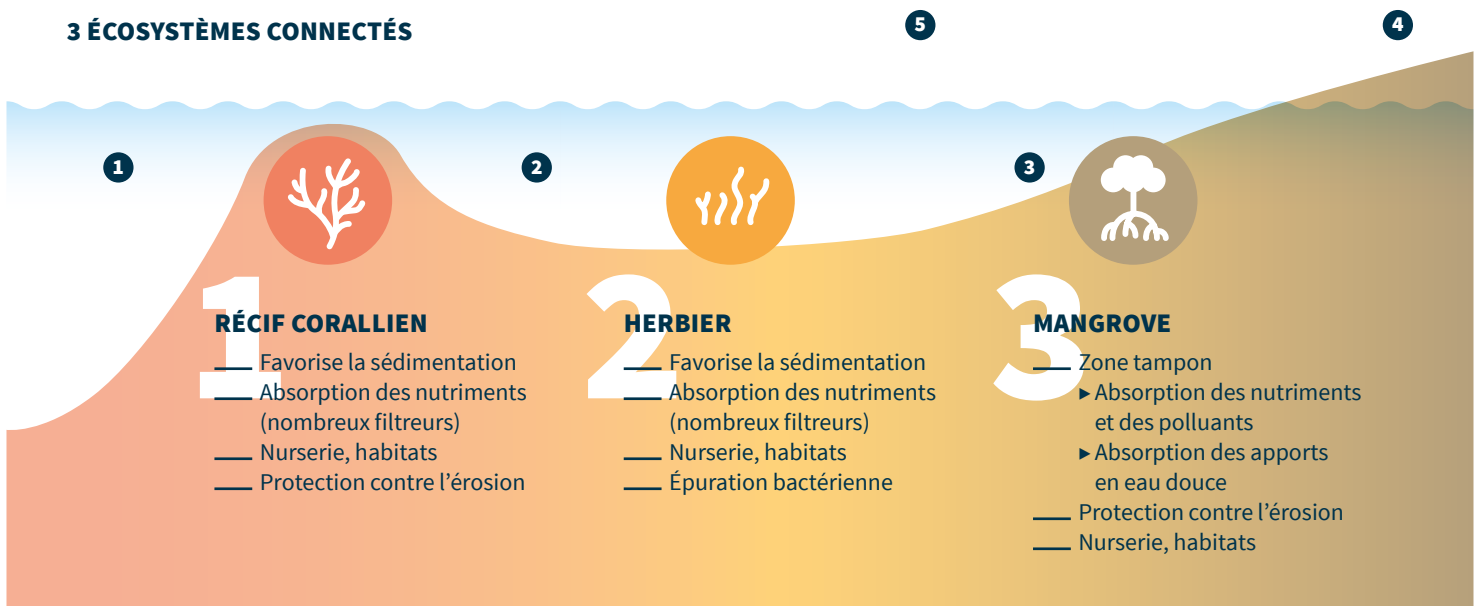 3 ÉCOSYSTÈMES CONNECTÉS
5
4
1
2
3
1
RÉCIF CORALLIEN
Favorise la sédimentation
Absorption des nutriments
(nombreux filtreurs)
Nurserie, habitats
Protection contre l’érosion
2
HERBIER
Favorise la sédimentation
Absorption des nutriments
(nombreux filtreurs)
Nurserie, habitats
Épuration bactérienne
3
MANGROVE
Zone tampon
▸ Absorption des nutriments
et des polluants
▸ Absorption des apports
en eau douce
Protection contre l’érosion
Nurserie, habitats